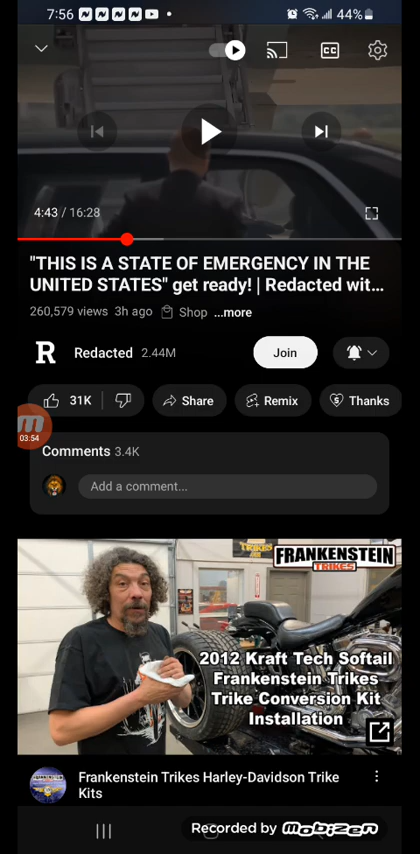 7:56
44%
CC
4:43 / 16:28
"THIS IS A STATE OF EMERGENCY IN THE
UNITED STATES" get ready! | Redacted wit...
260,579 views 3h ago Shop ...more
R Redacted 2.44M Join
31K Share Remix Thanks
03:54
Comments 3.4K
Add a comment...
FRANKENSTEIN
TRIKES
2012 Kraft Tech Softail
Frankenstein Trikes
Trike Conversion Kit
Installation
Frankenstein Trikes Harley-Davidson Trike
Kits
Recorded by Mobizen